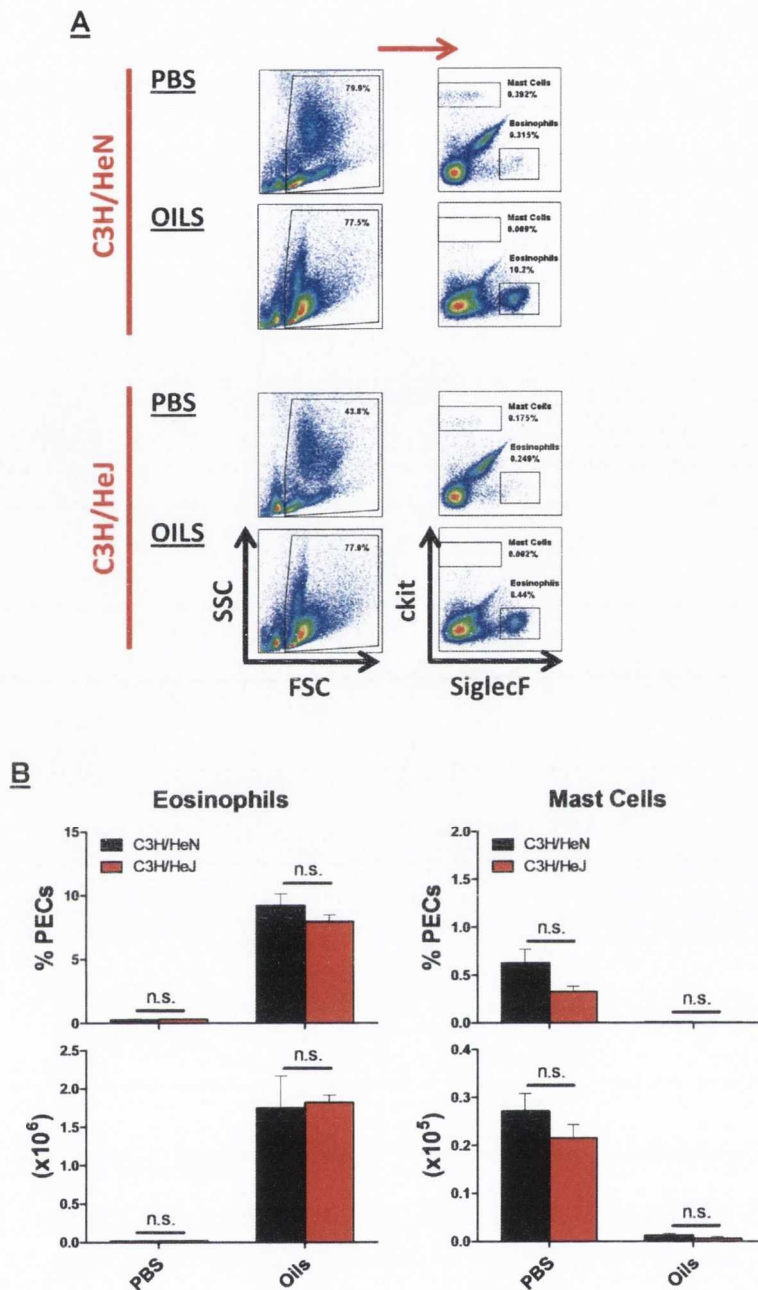 A
C3H/HeN
PBS
79.9%
Mast Cells
0.392%
Eosinophils
0.315%
OILS
77.5%
Mast Cells
0.009%
Eosinophils
10.2%
C3H/HeJ
PBS
43.8%
Mast Cells
0.175%
Eosinophils
0.249%
OILS
77.9%
Mast Cells
0.002%
Eosinophils
8.44%
SSC
FSC
ckit
SiglecF
B
Eosinophils
% PECs
15
10
5
0
C3H/HeN
C3H/HeJ
n.s.
n.s.
(x10⁶)
2.5
2.0
1.5
1.0
0.5
0.0
n.s.
n.s.
PBS
Oils
Mast Cells
% PECs
2.0
1.5
1.0
0.5
0.0
C3H/HeN
C3H/HeJ
n.s.
n.s.
(x10⁵)
0.4
0.3
0.2
0.1
0.0
n.s.
n.s.
PBS
Oils